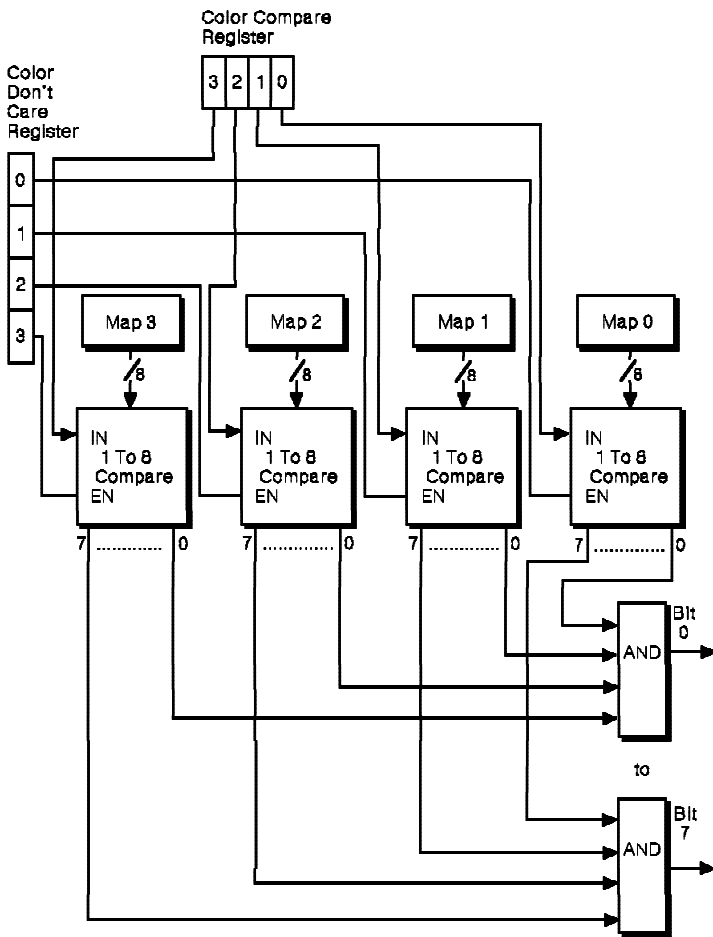 Color Compare
Register
3 2 1 0
Color
Don't
Care
Register
0
1
2
3
Map 3 Map 2 Map 1 Map 0
8 8 8 8
IN IN IN IN
1 To 8 1 To 8 1 To 8 1 To 8
Compare Compare Compare Compare
EN EN EN EN
7 ............. 0 7 ............. 0 7 ............. 0 7 ............. 0
Bit
0
AND
to
Bit
7
AND